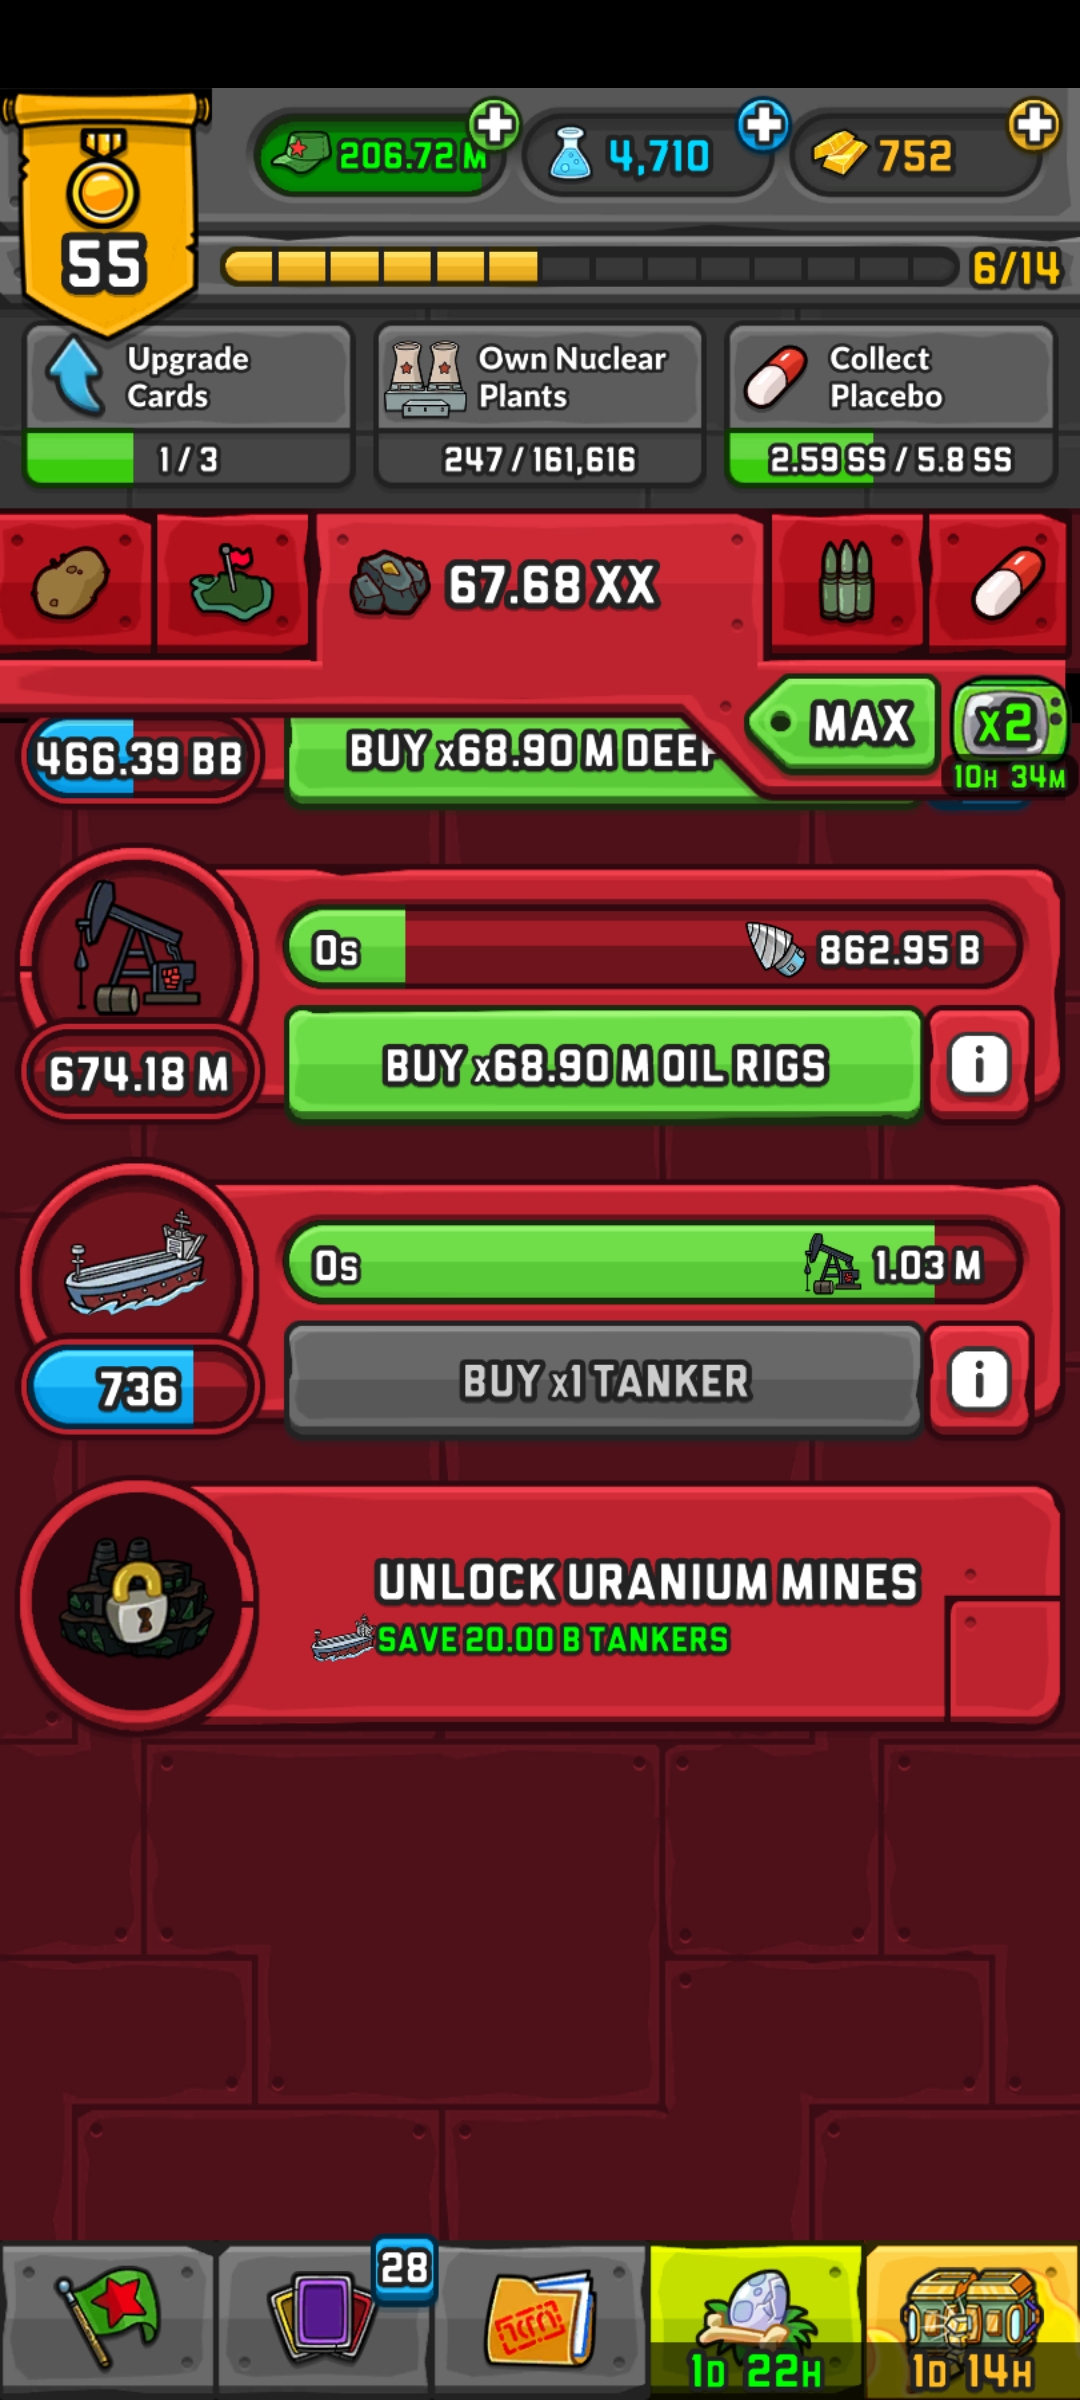 206.72 M
4,710
752
55
6/14
Upgrade
Cards
1 / 3
Own Nuclear
Plants
247 / 161,616
Collect
Placebo
2.59 SS / 5.8 SS
67.68 XX
MAX
x2
10H 34M
466.39 BB
BUY x68.90 M DEEP
0s
862.95 B
674.18 M
BUY x68.90 M OIL RIGS
i
0s
1.03 M
736
BUY x1 TANKER
i
UNLOCK URANIUM MINES
SAVE 20.00 B TANKERS
28
1D 22H
1D 14H